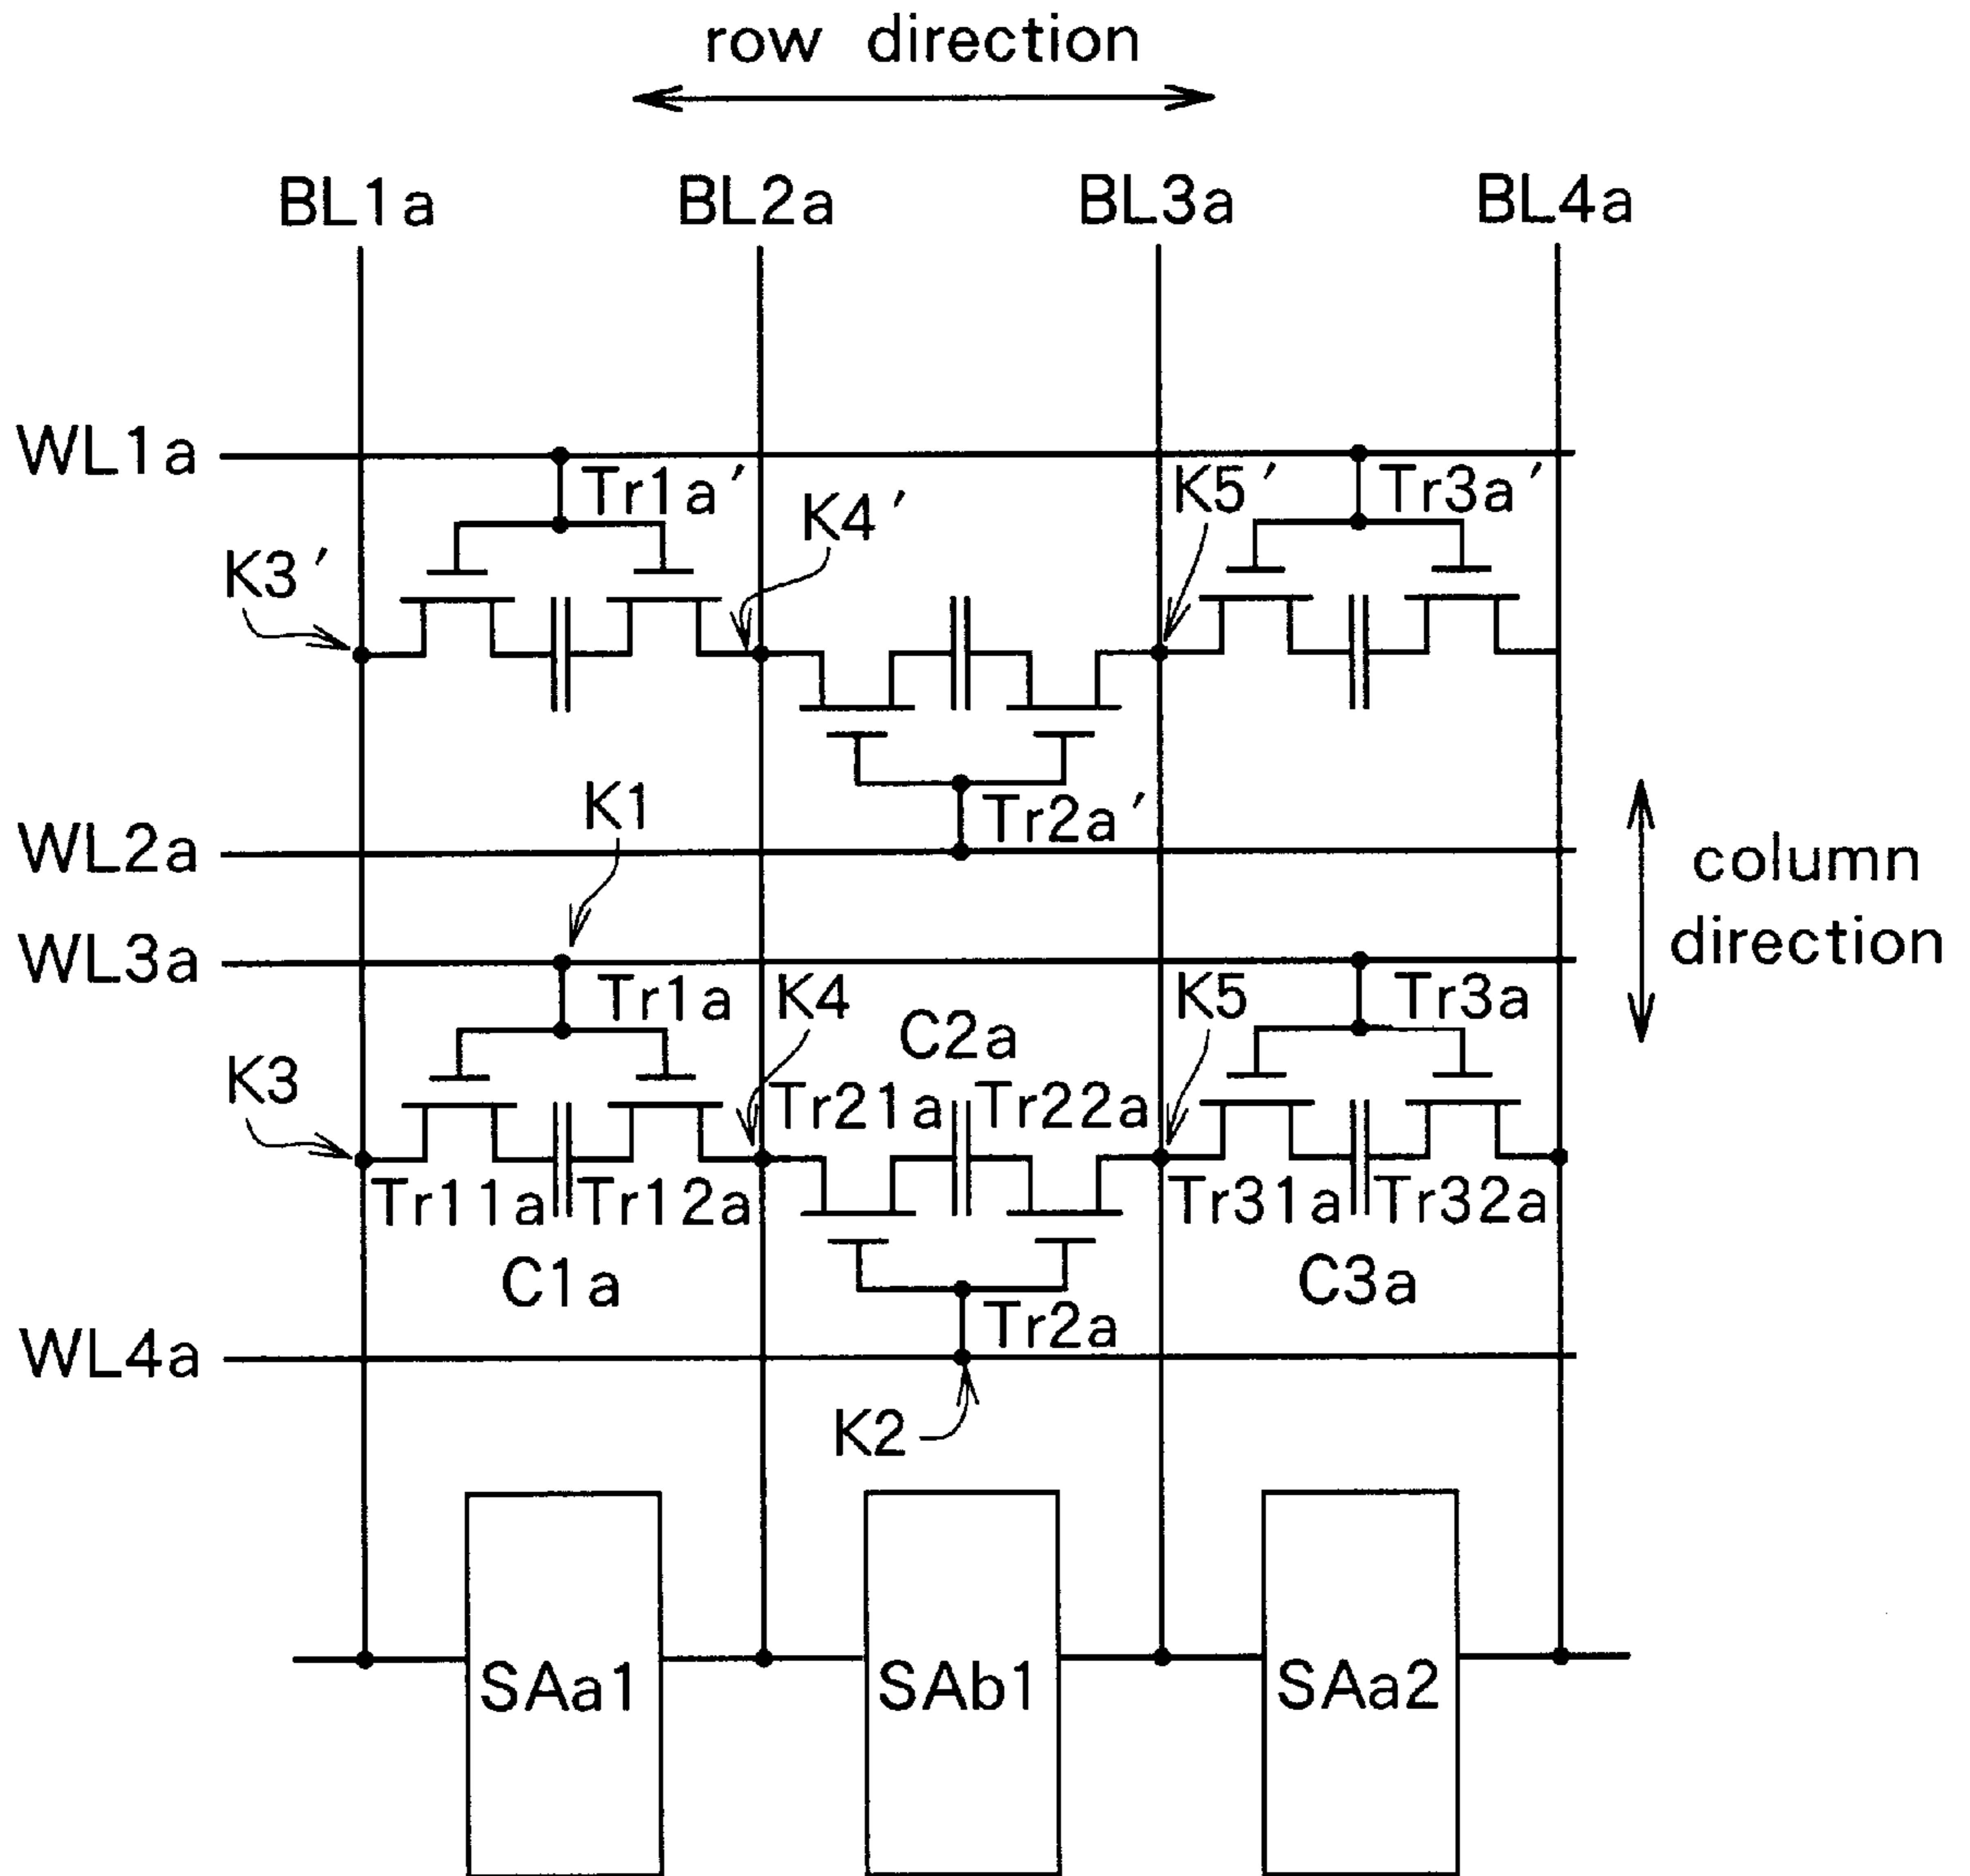 row direction
BL1a BL2a BL3a BL4a
WL1a
Tr1a' K4' K5' Tr3a'
K3'
K1
Tr2a'
WL2a
column
direction
WL3a
Tr1a K4 C2a K5 Tr3a
K3
Tr21a Tr22a
Tr11a Tr12a Tr31a Tr32a
C1a C3a
Tr2a
WL4a
K2
SAa1 SAb1 SAa2